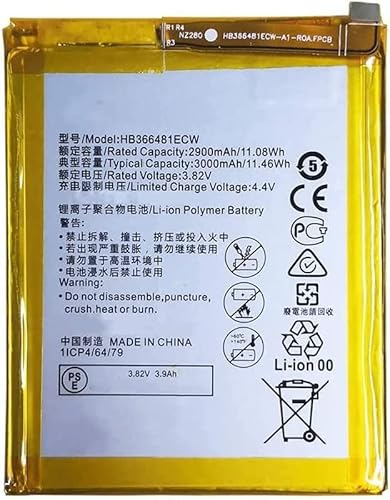 R1 R4
R3
NZ280
HB366481ECW-A1-ROA.FPCB
型号/Model:HB366481ECW
额定容量/Rated Capacity:2900mAh/11.08Wh
典型容量/Typical Capacity:3000mAh/11.46Wh
额定电压/Rated Voltage:3.82V
充电限制电压/Limited Charge Voltage:4.4V
5
锂离子聚合物电池/Li-ion Polymer Battery
警告:
•禁止拆解、撞击、挤压或投入火中
•若出现严重鼓胀,请勿继续使用
•请勿置于高温环境中
•电池浸水后禁止使用
Warning:
•Do not disassemble,puncture,
crush.heat or burn.
廢電池請回收
中国制造 MADE IN CHINA
1ICP4/64/79
Li-ion 00
PS
E
3.82V 3.9Ah